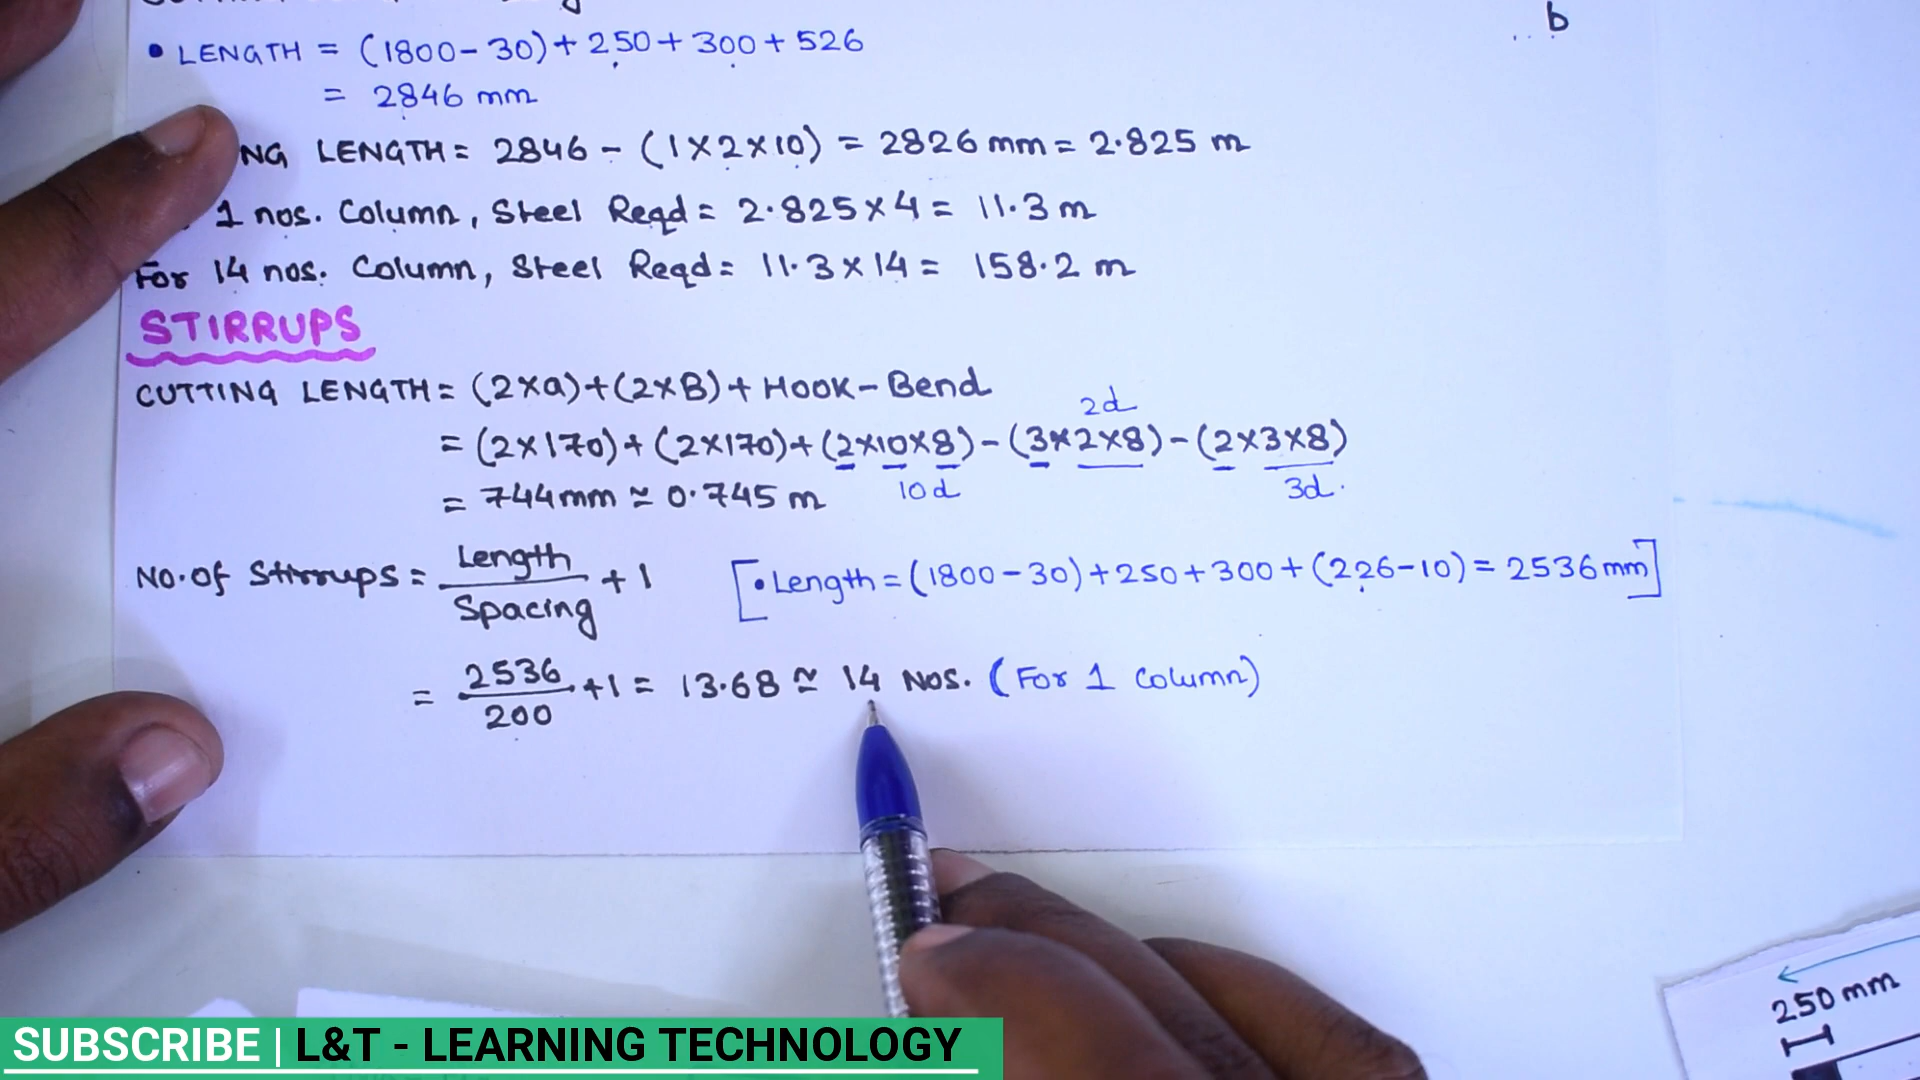 b
• LENGTH = (1800-30)+250+300+526
= 2846 mm
NG LENGTH = 2846 - (1×2×10) = 2826 mm = 2.825 m
1 nos. Column, Steel Reqd = 2.825×4 = 11.3 m
For 14 nos. Column, Steel Reqd = 11.3×14 = 158.2 m
STIRRUPS
CUTTING LENGTH = (2×a)+(2×B)+Hook-Bend
2d
= (2×170)+(2×170)+(2×10×8)-(3×2×8)-(2×3×8)
10d 3d.
= 744mm ≃ 0.745 m
No. of Stirrups = Length/Spacing + 1 [• Length = (1800-30)+250+300+(226-10) = 2536 mm]
= 2536/200 +1 = 13.68 ≃ 14 Nos. (For 1 Column)
250 mm
SUBSCRIBE | L&T - LEARNING TECHNOLOGY